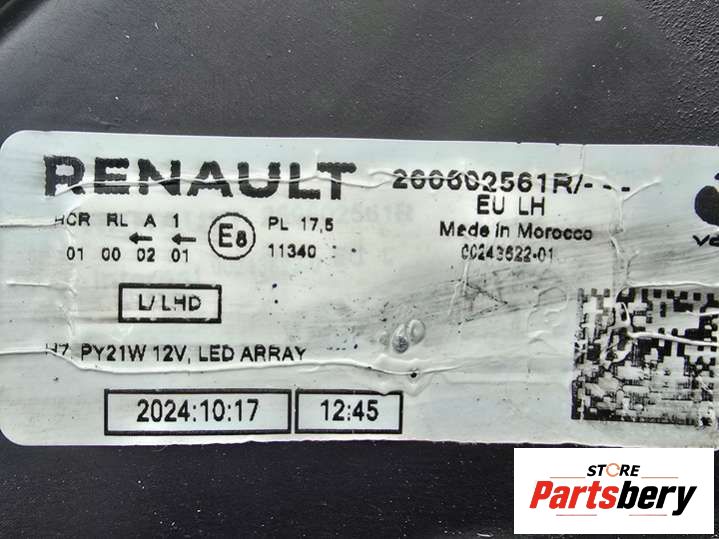 RENAULT 260602561R/---
EU LH
Made in Morocco
00243622-01
HCR RL A 1
01 00 02 01
E8
PL 17,5
11340
L/LHD
H7, PY21W 12V, LED ARRAY
2024:10:17 12:45
STORE
Partsbery